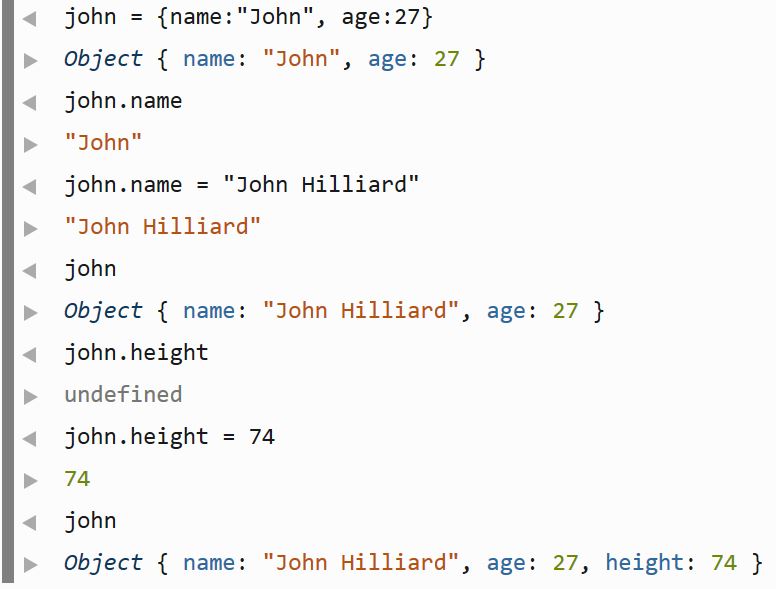 john = {name:"John", age:27}
Object { name: "John", age: 27 }
john.name
"John"
john.name = "John Hilliard"
"John Hilliard"
john
Object { name: "John Hilliard", age: 27 }
john.height
undefined
john.height = 74
74
john
Object { name: "John Hilliard", age: 27, height: 74 }